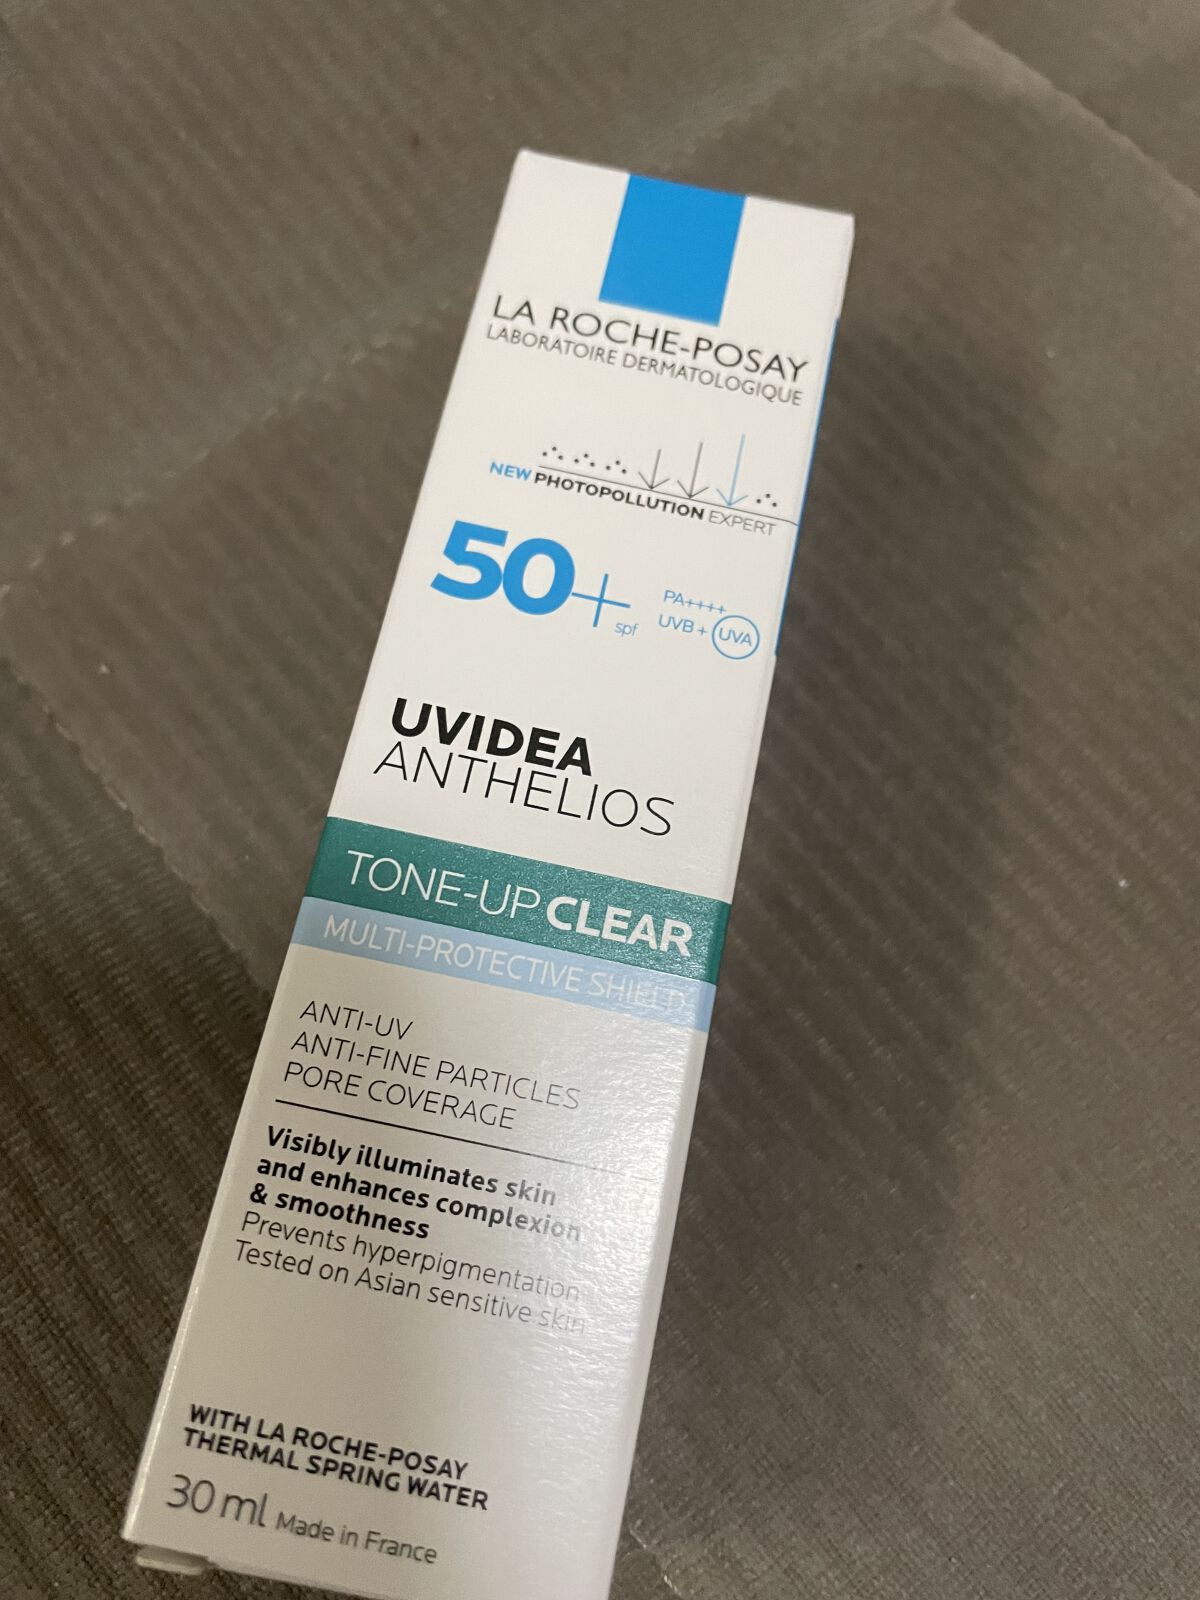 LA ROCHE-POSAY
LABORATOIRE DERMATOLOGIQUE
NEW PHOTOPOLLUTION EXPERT
50+
spf
PA++++
UVB + UVA
UVIDEA
ANTHELIOS
TONE-UP CLEAR
MULTI-PROTECTIVE SHIELD
ANTI-UV
ANTI-FINE PARTICLES
PORE COVERAGE
Visibly illuminates skin
and enhances complexion
& smoothness
Prevents hyperpigmentation
Tested on Asian sensitive skin
WITH LA ROCHE-POSAY
THERMAL SPRING WATER
30 ml Made in France